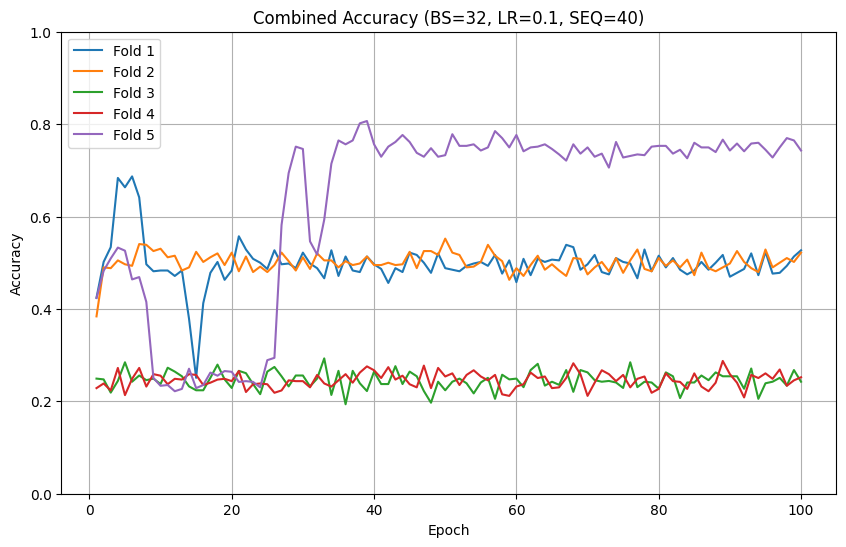 Combined Accuracy (BS=32, LR=0.1, SEQ=40)
Fold 1
Fold 2
Fold 3
Fold 4
Fold 5
Accuracy
1.0
0.8
0.6
0.4
0.2
0.0
0 20 40 60 80 100
Epoch